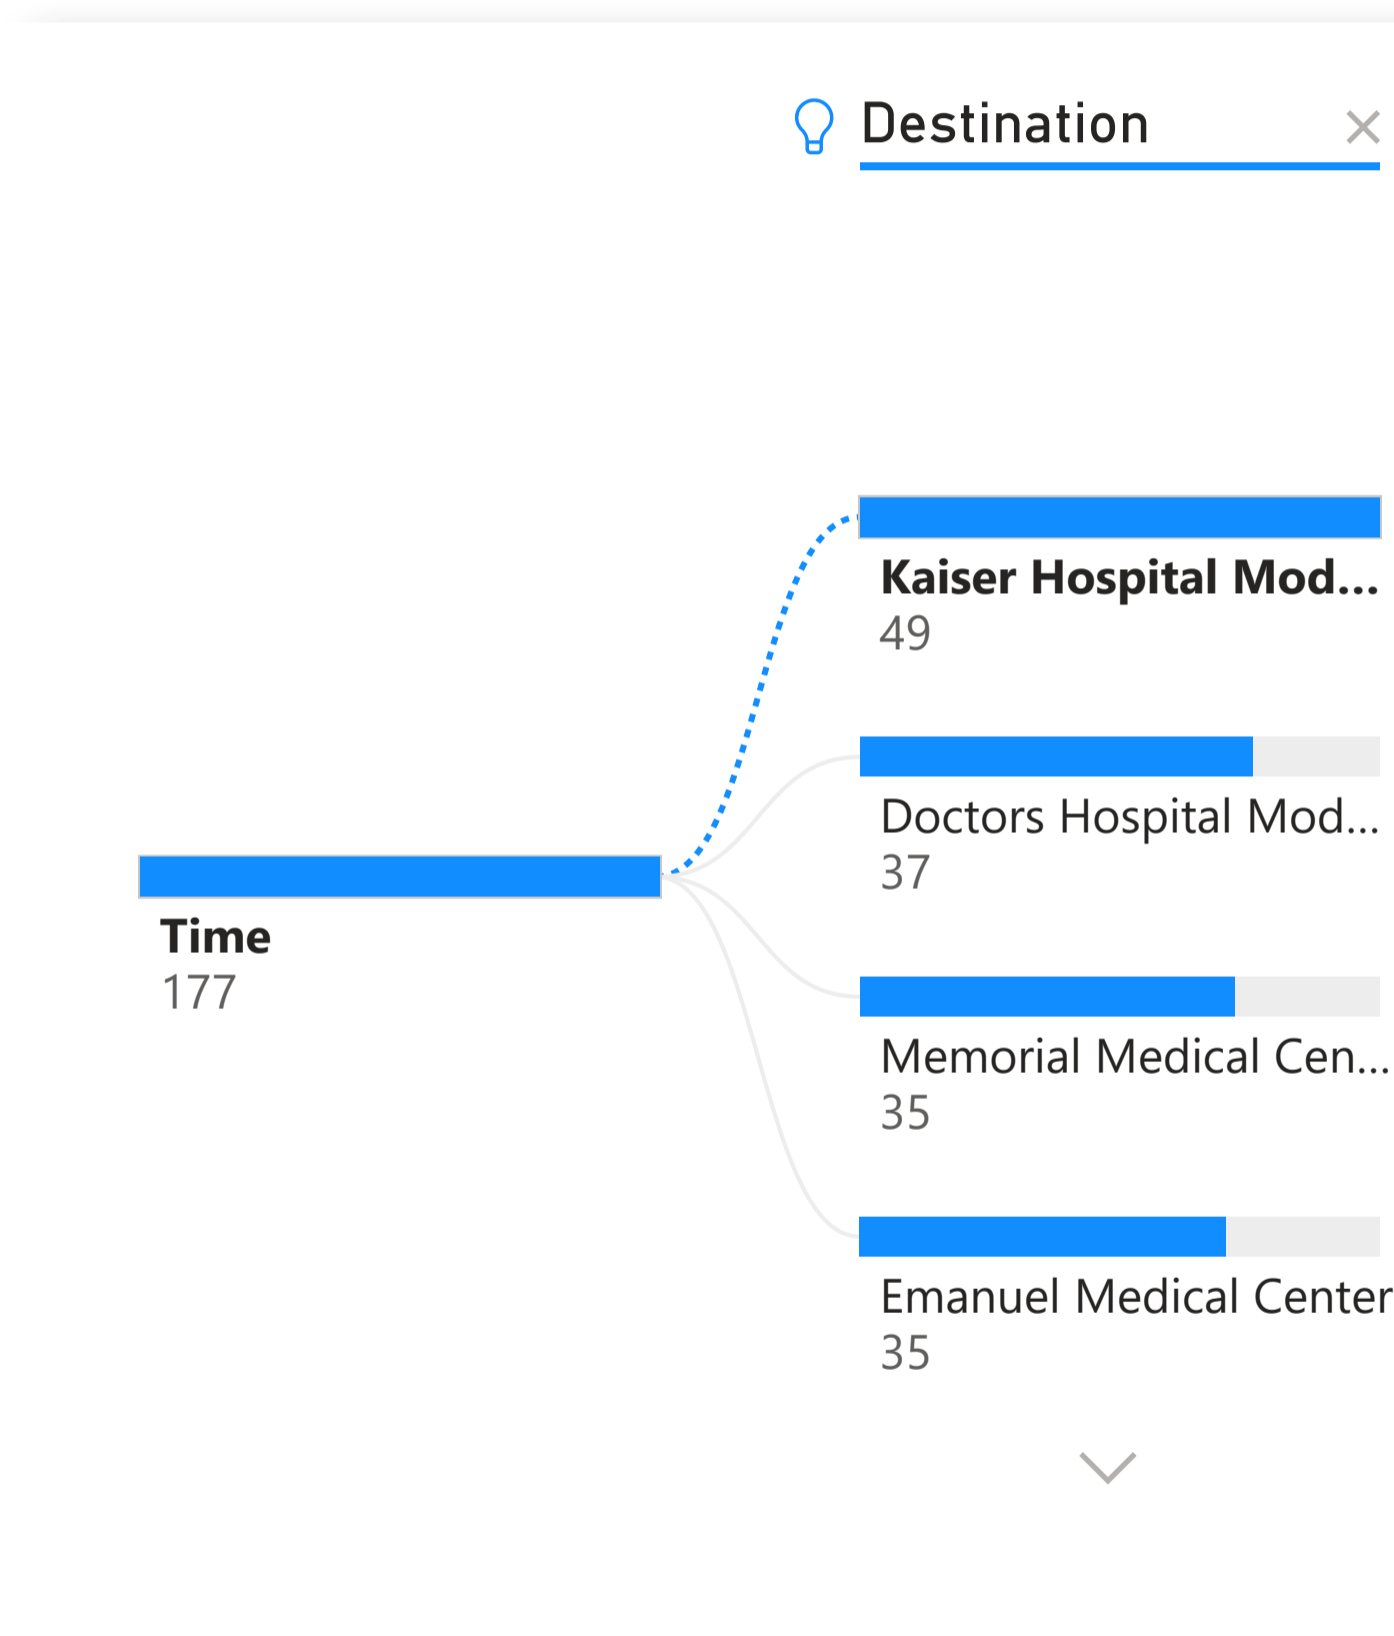 Destination
Kaiser Hospital Mod...
49
Doctors Hospital Mod...
37
Time
177
Memorial Medical Cen...
35
Emanuel Medical Center
35